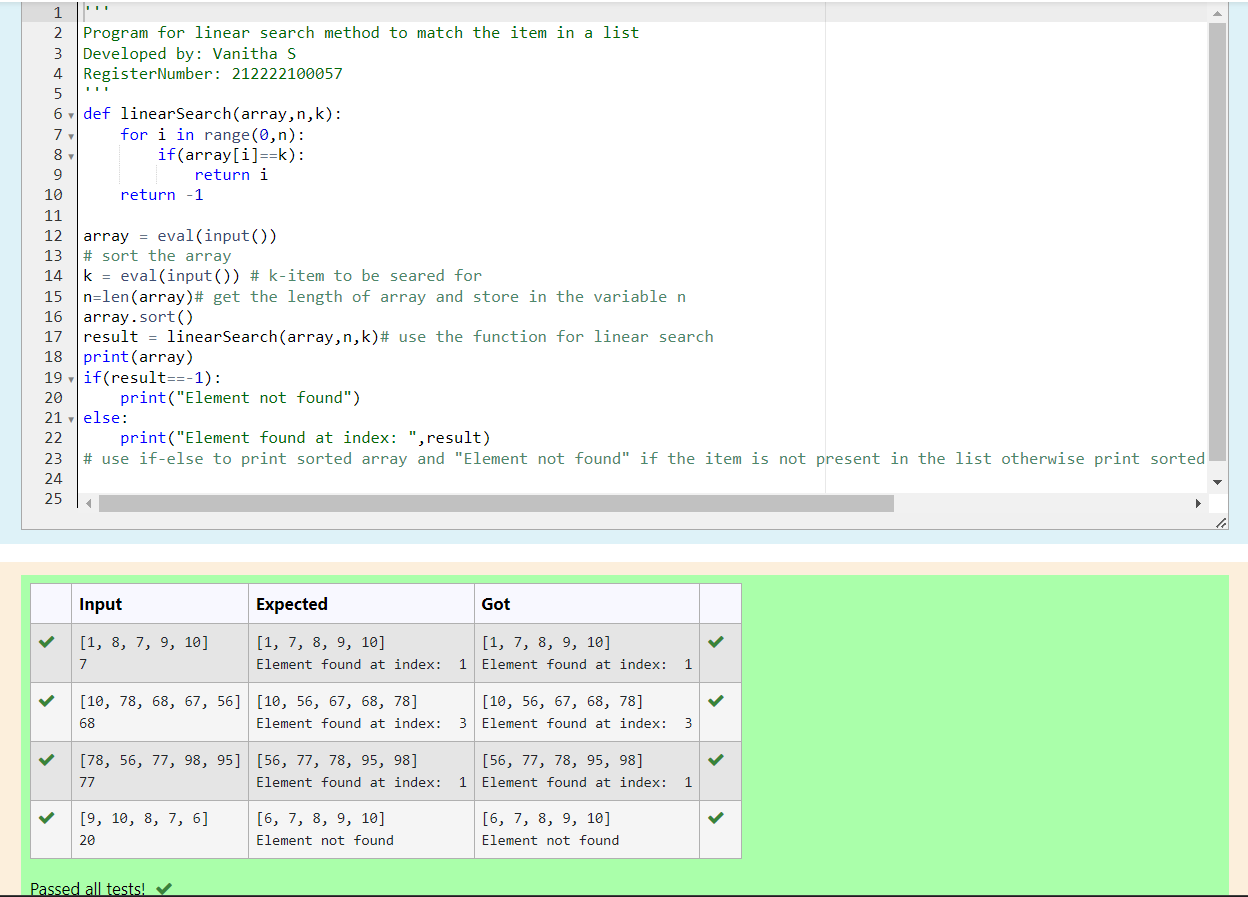 1 '''
2 Program for linear search method to match the item in a list
3 Developed by: Vanitha S
4 RegisterNumber: 212222100057
5 '''
6 def linearSearch(array,n,k):
7     for i in range(0,n):
8         if(array[i]==k):
9             return i
10     return -1
11
12 array = eval(input())
13 # sort the array
14 k = eval(input()) # k-item to be seared for
15 n=len(array)# get the length of array and store in the variable n
16 array.sort()
17 result = linearSearch(array,n,k)# use the function for linear search
18 print(array)
19 if(result==-1):
20     print("Element not found")
21 else:
22     print("Element found at index: ",result)
23 # use if-else to print sorted array and "Element not found" if the item is not present in the list otherwise print sorted
24
25
Input Expected Got
[1, 8, 7, 9, 10] [1, 7, 8, 9, 10] [1, 7, 8, 9, 10]
7 Element found at index:  1 Element found at index:  1
[10, 78, 68, 67, 56] [10, 56, 67, 68, 78] [10, 56, 67, 68, 78]
68 Element found at index:  3 Element found at index:  3
[78, 56, 77, 98, 95] [56, 77, 78, 95, 98] [56, 77, 78, 95, 98]
77 Element found at index:  1 Element found at index:  1
[9, 10, 8, 7, 6] [6, 7, 8, 9, 10] [6, 7, 8, 9, 10]
20 Element not found Element not found
Passed all tests!